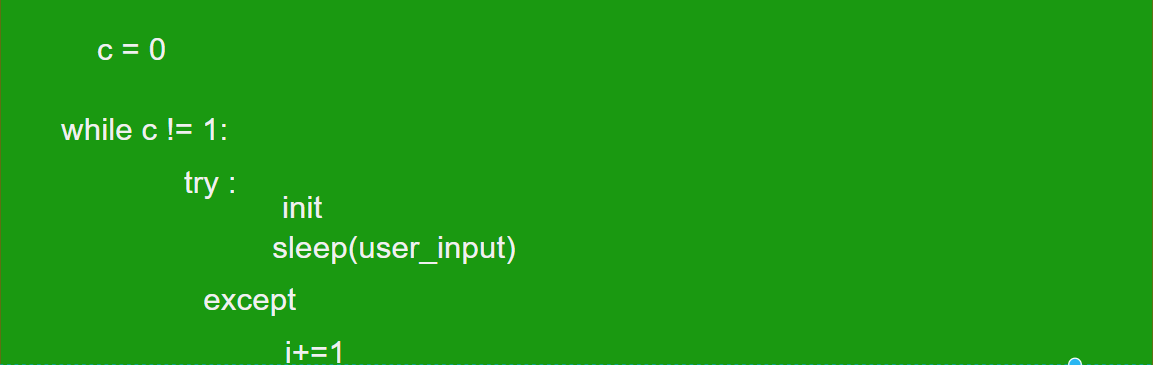 c = 0
while c != 1:
try :
init
sleep(user_input)
except
i+=1